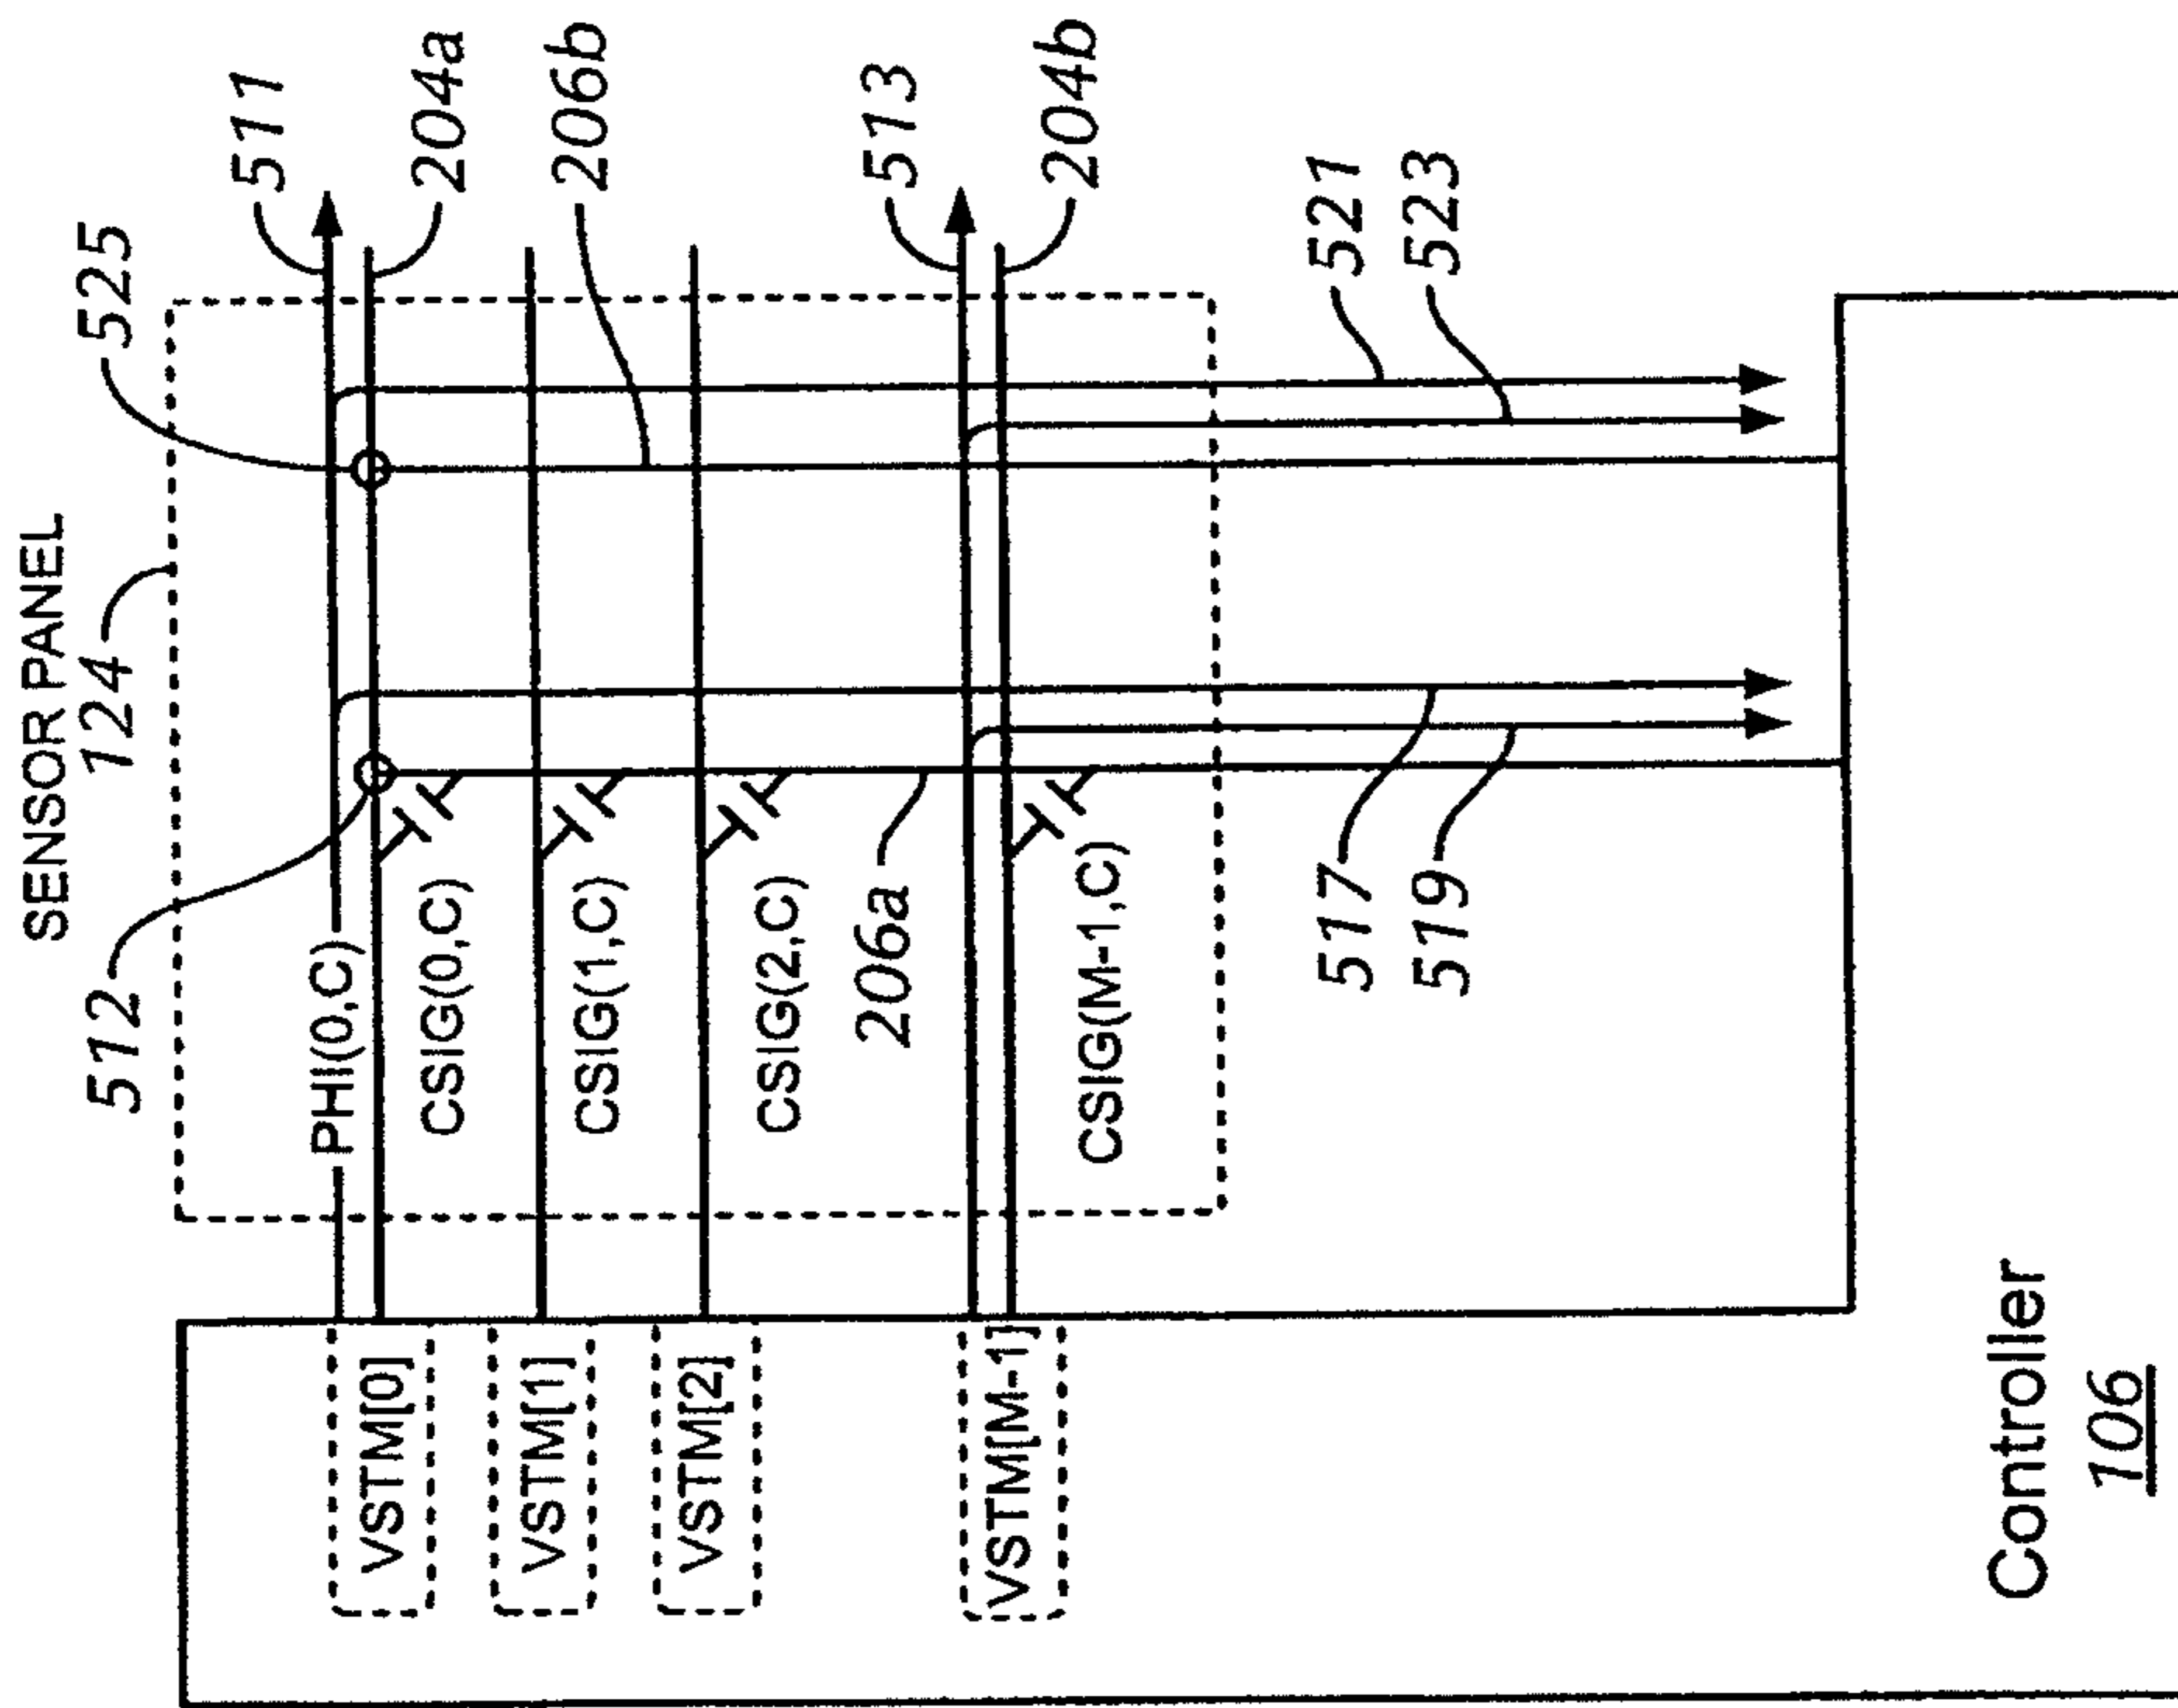 SENSOR PANEL
124
525
512
511
204a
206b
513
204b
521
523
PHI(0,C)
CSIG(0,C)
CSIG(1,C)
CSIG(2,C)
206a
CSIG(M-1,C)
517
519
VSTM[0]
VSTM[1]
VSTM[2]
VSTM[M-1]
Controller
106